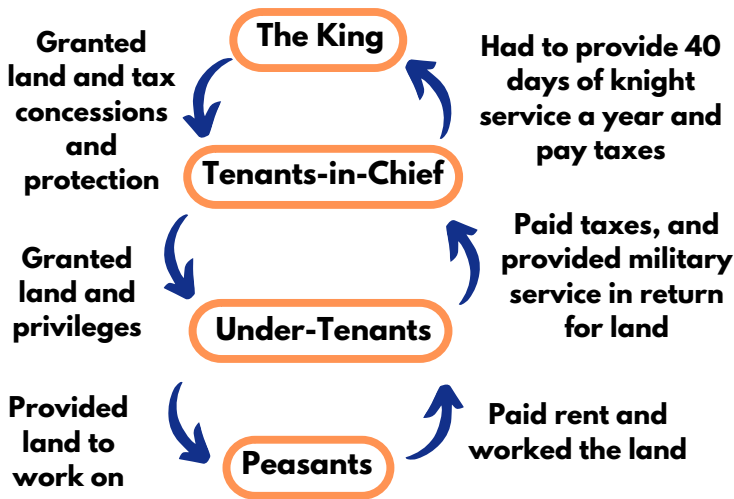 The King
Granted
land and tax
concessions
and
protection
Had to provide 40
days of knight
service a year and
pay taxes
Tenants-in-Chief
Granted
land and
privileges
Paid taxes, and
provided military
service in return
for land
Under-Tenants
Provided
land to
work on
Paid rent and
worked the land
Peasants